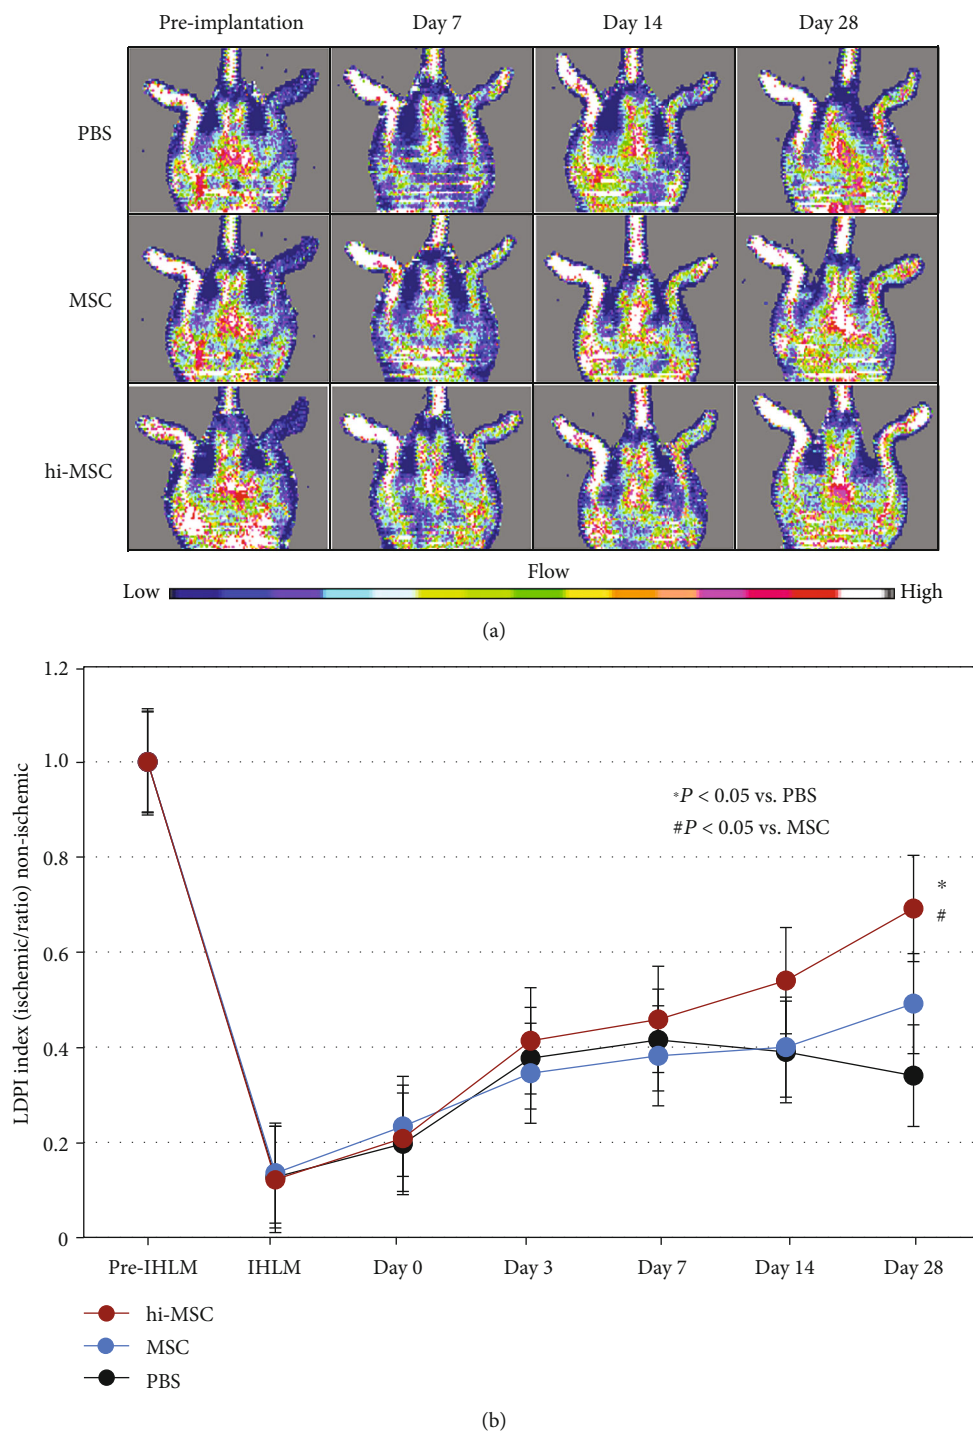 Pre-implantation Day 7 Day 14 Day 28
PBS
MSC
hi-MSC
Flow
Low High
(a)
1.2
1.0
0.8
0.6
0.4
0.2
0
LDPI index (ischemic/ratio) non-ischemic
*P < 0.05 vs. PBS
#P < 0.05 vs. MSC
*
#
Pre-IHLM IHLM Day 0 Day 3 Day 7 Day 14 Day 28
hi-MSC
MSC
PBS
(b)